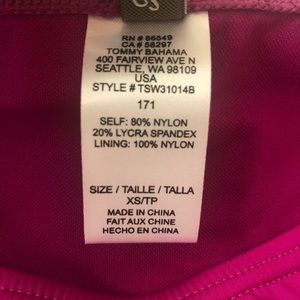 RN # 86549
CA # 58297
TOMMY BAHAMA
400 FAIRVIEW AVE N
SEATTLE, WA 98109
USA
STYLE # TSW31014B
171
SELF: 80% NYLON
20% LYCRA SPANDEX
LINING: 100% NYLON
SIZE / TAILLE / TALLA
XS/TP
MADE IN CHINA
FAIT AUX CHINE
HECHO EN CHINA